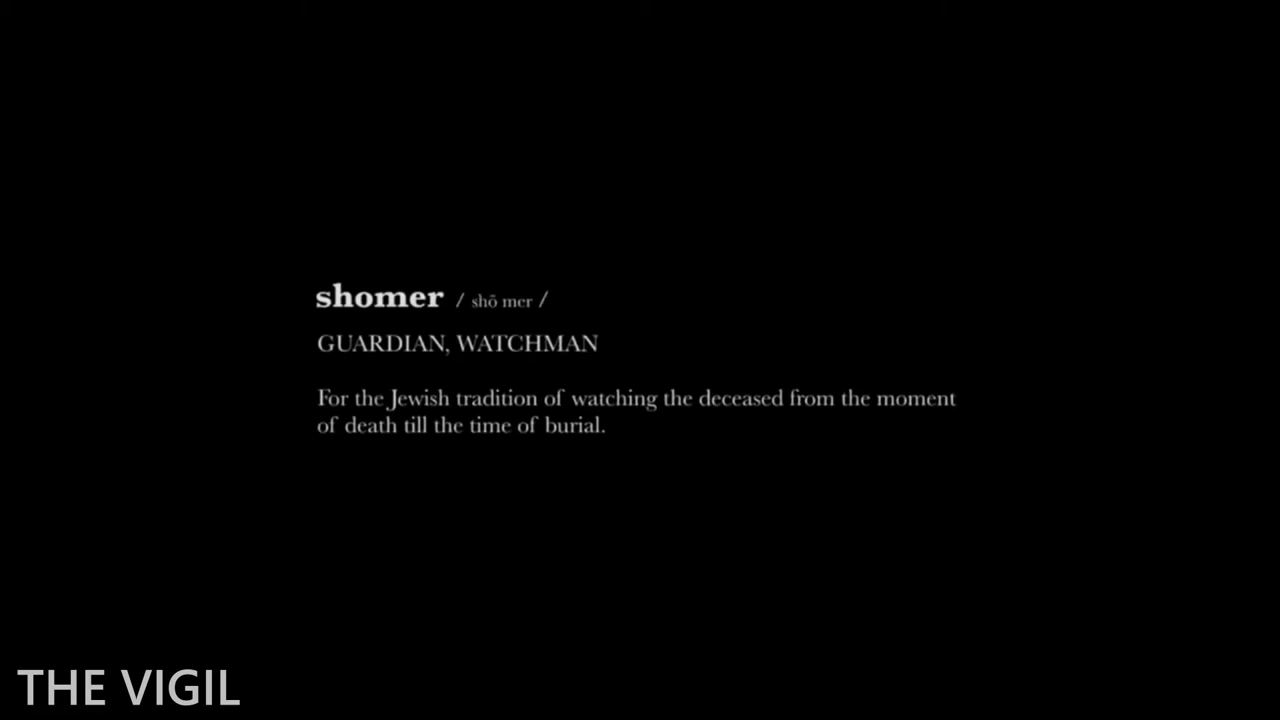 shomer / shō mer /
GUARDIAN, WATCHMAN
For the Jewish tradition of watching the deceased from the moment
of death till the time of burial.
THE VIGIL